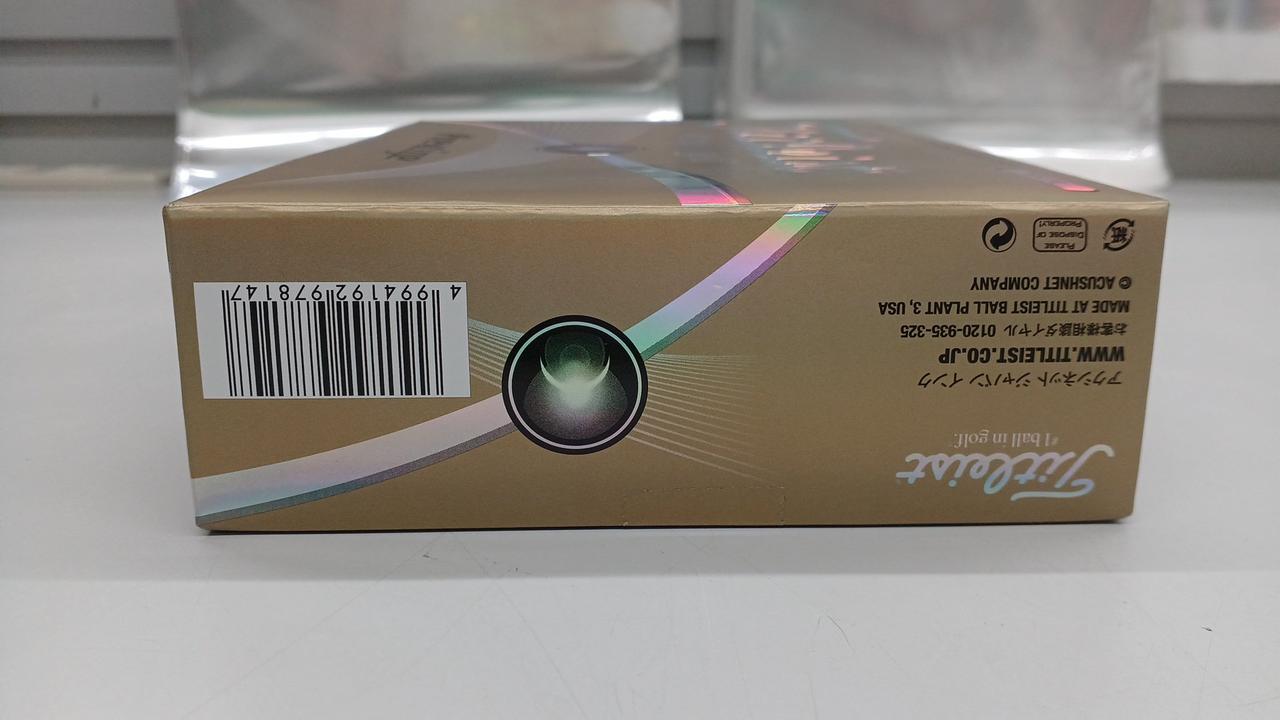 Titleist
#1 ball in golf.
アクシネット ジャパン インク
WWW.TITLEIST.CO.JP
お客様相談ダイヤル 0120-935-325
MADE AT TITLEIST BALL PLANT 3, USA
© ACUSHNET COMPANY
紙
PLEASE
DISPOSE OF
PROPERLY!
4 994192 978147